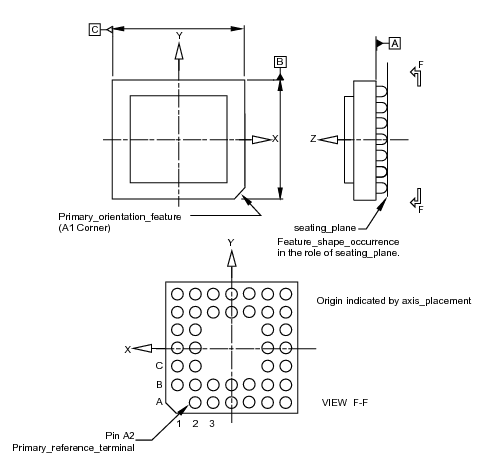 C
Y
A
F
B
X
Z
F
Primary_orientation_feature
(A1 Corner)
seating_plane
Feature_shape_occurrence
in the role of seating_plane.
Y
Origin indicated by axis_placement
X
C
B
A
VIEW F-F
1 2 3
Pin A2
Primary_reference_terminal